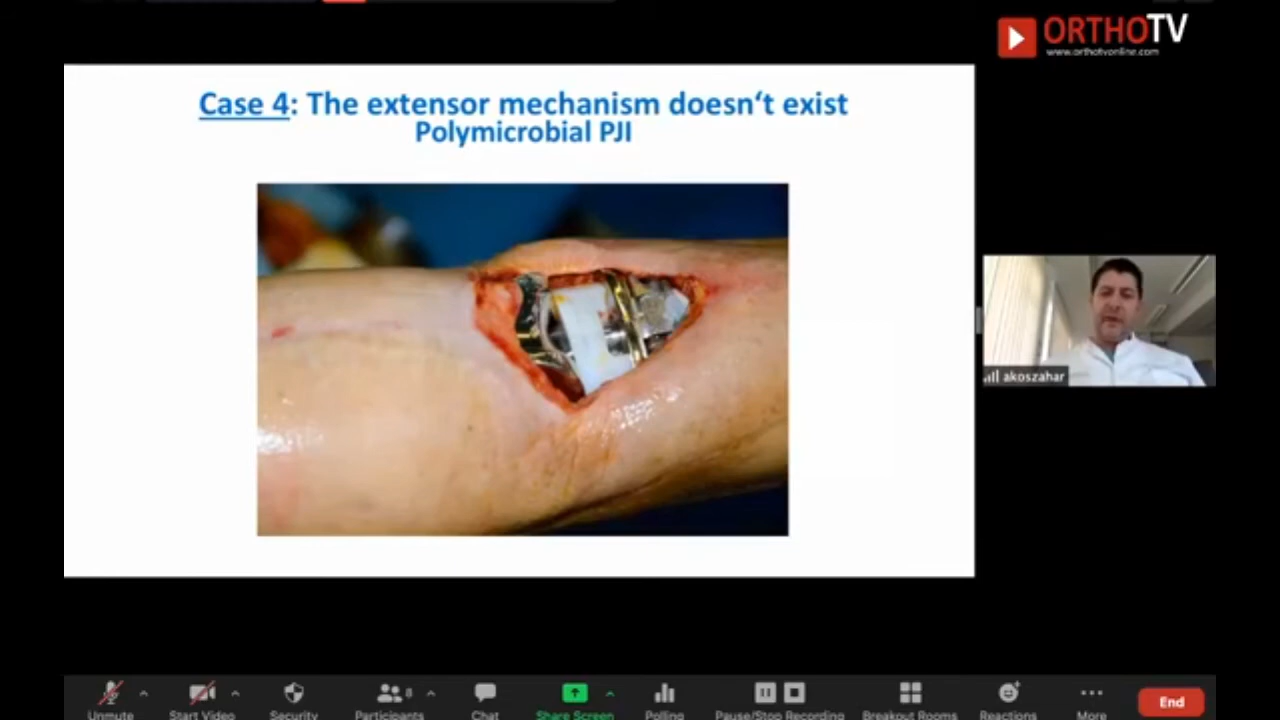 ORTHOTV
www.orthotvonline.com
Case 4: The extensor mechanism doesn‘t exist
Polymicrobial PJI
akoszahar
Unmute
Start Video
Security
8
Participants
Chat
Share Screen
Polling
Pause/Stop Recording
Breakout Rooms
Reactions
More
End